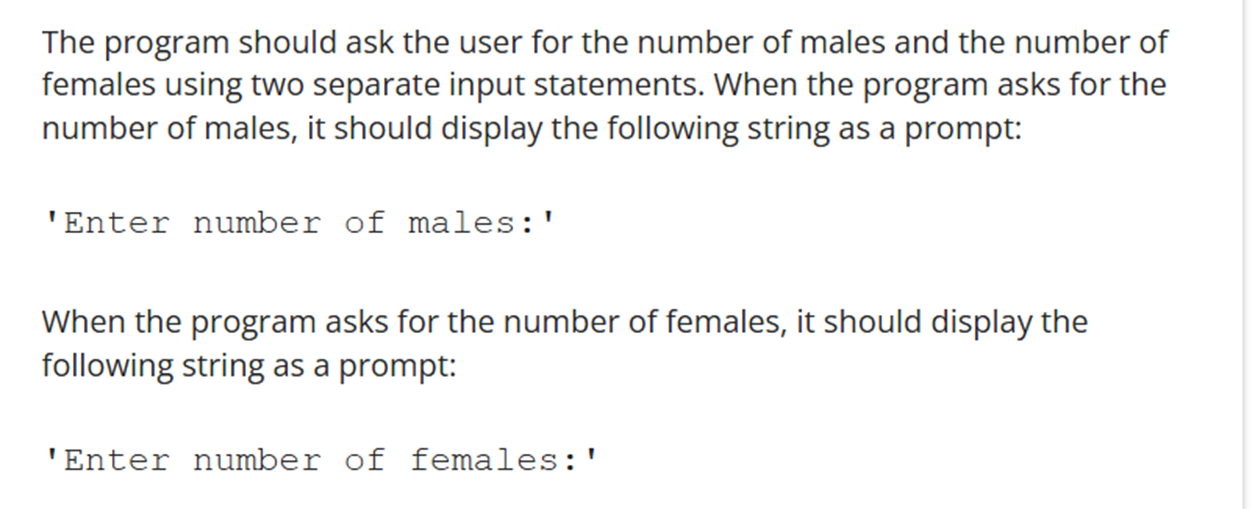 The program should ask the user for the number of males and the number of
females using two separate input statements. When the program asks for the
number of males, it should display the following string as a prompt:
'Enter number of males:'
When the program asks for the number of females, it should display the
following string as a prompt:
'Enter number of females:'